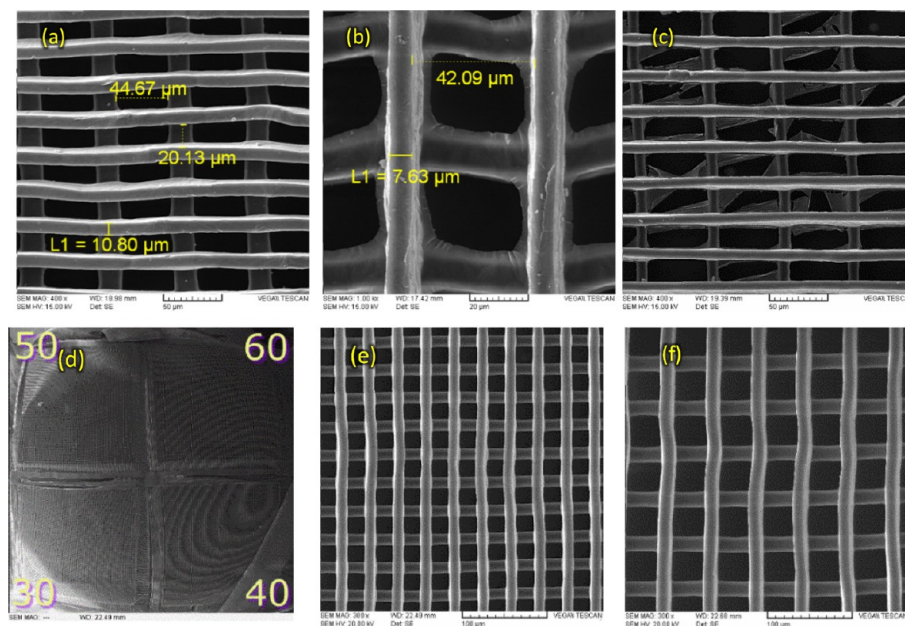 (a)
44.67 µm
20.13 µm
L1 = 10.80 µm
SEM MAG: 400 x WD: 18.98 mm
SEM HV: 15.00 kV Det: SE 50 µm VEGA\\ TESCAN
(b)
42.09 µm
L1 = 7.63 µm
SEM MAG: 1.00 kx WD: 17.42 mm
SEM HV: 15.00 kV Det: SE 20 µm VEGA\\ TESCAN
(c)
SEM MAG: 400 x WD: 19.39 mm
SEM HV: 15.00 kV Det: SE 50 µm VEGA\\ TESCAN
50 60
(d)
30 40
SEM MAG: --- WD: 22.49 mm
(e)
SEM MAG: 300 x WD: 22.49 mm
SEM HV: 20.00 kV Det: SE 100 µm VEGA\\ TESCAN
(f)
SEM MAG: 300 x WD: 22.66 mm
SEM HV: 20.00 kV Det: SE 100 µm VEGA\\ TESCAN